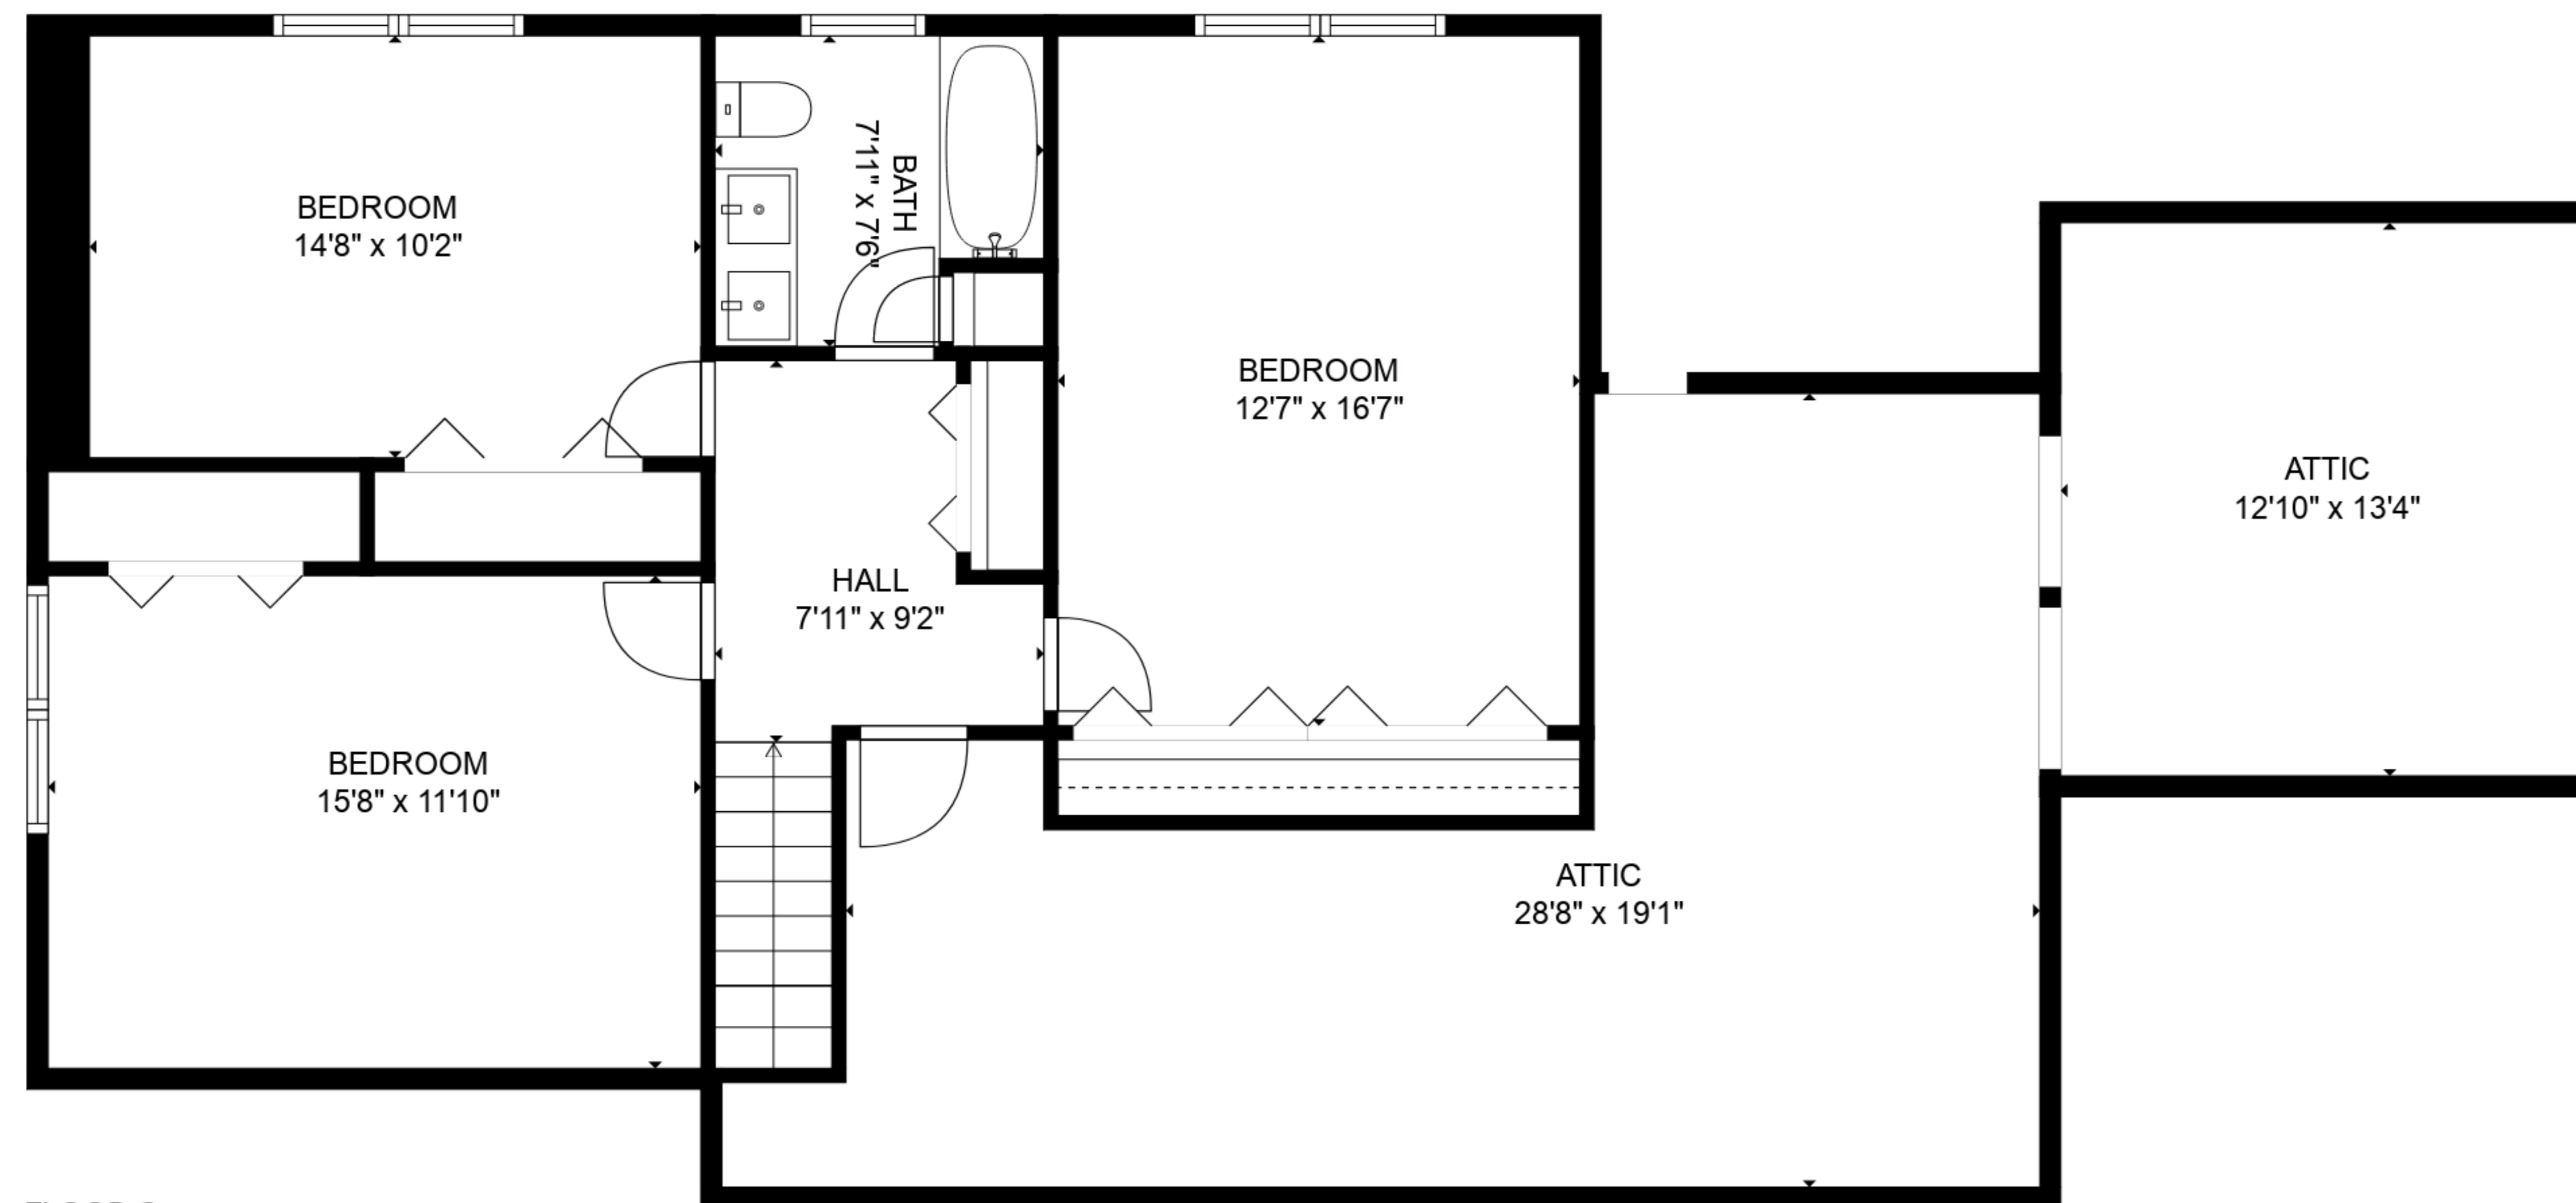 BEDROOM
14'8" x 10'2"
BATH
7'11" x 7'6"
BEDROOM
12'7" x 16'7"
ATTIC
12'10" x 13'4"
HALL
7'11" x 9'2"
BEDROOM
15'8" x 11'10"
ATTIC
28'8" x 19'1"